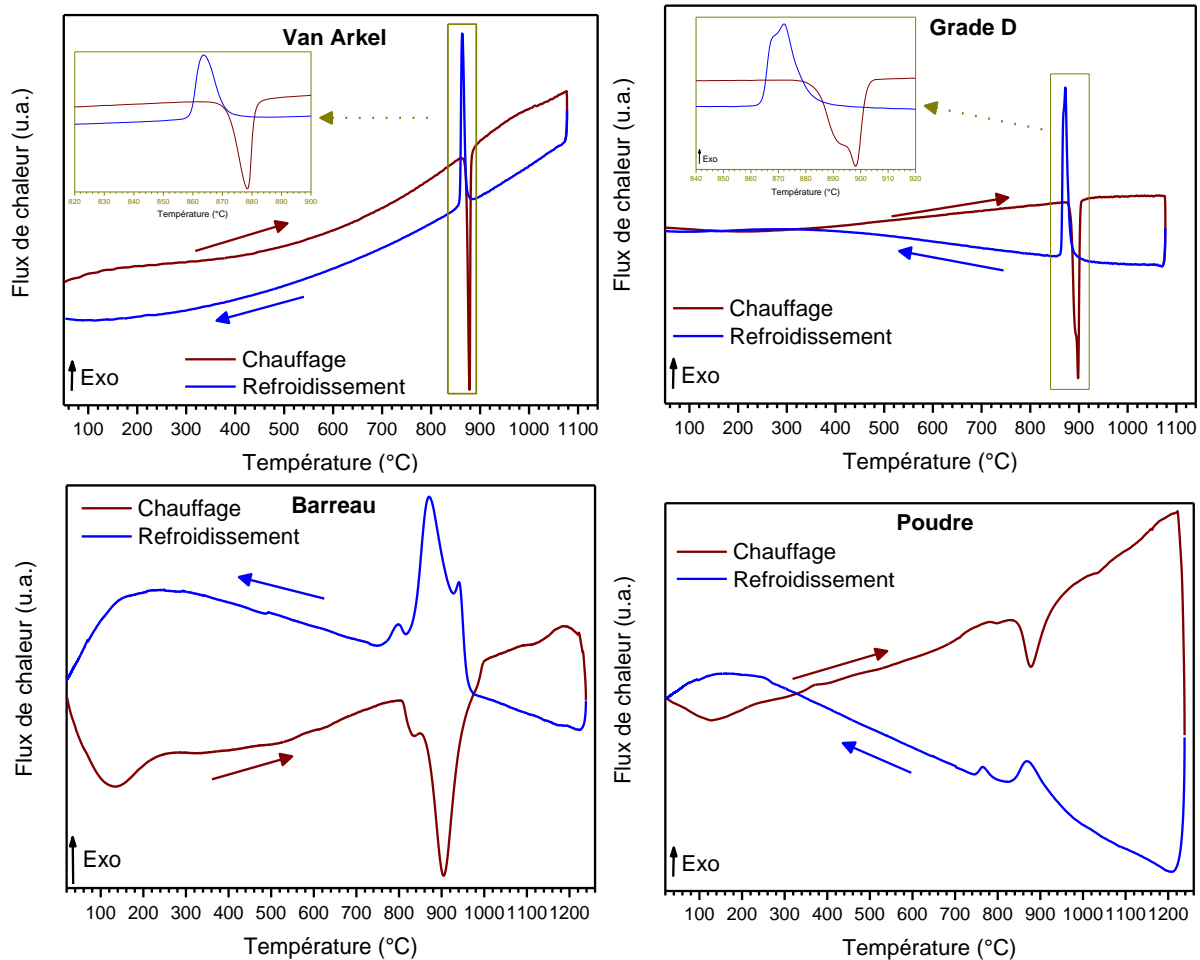 Van Arkel
Flux de chaleur (u.a.)
820 830 840 850 860 870 880 890 900
Température (°C)
Chauffage
Refroidissement
Exo
100 200 300 400 500 600 700 800 900 1000 1100
Température (°C)
Grade D
Flux de chaleur (u.a.)
Exo
840 850 860 870 880 890 900 910 920
Température (°C)
Chauffage
Refroidissement
Exo
100 200 300 400 500 600 700 800 900 1000 1100
Température (°C)
Barreau
Flux de chaleur (u.a.)
Chauffage
Refroidissement
Exo
100 200 300 400 500 600 700 800 900 1000 1100 1200
Température (°C)
Poudre
Flux de chaleur (u.a.)
Chauffage
Refroidissement
Exo
100 200 300 400 500 600 700 800 900 1000 1100 1200
Température (°C)